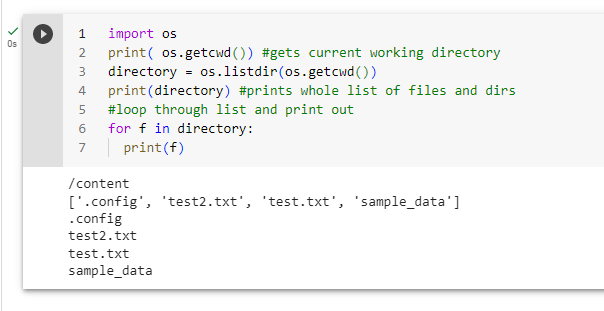 0s
1 import os
2 print( os.getcwd()) #gets current working directory
3 directory = os.listdir(os.getcwd())
4 print(directory) #prints whole list of files and dirs
5 #loop through list and print out
6 for f in directory:
7   print(f)
/content
['.config', 'test2.txt', 'test.txt', 'sample_data']
.config
test2.txt
test.txt
sample_data